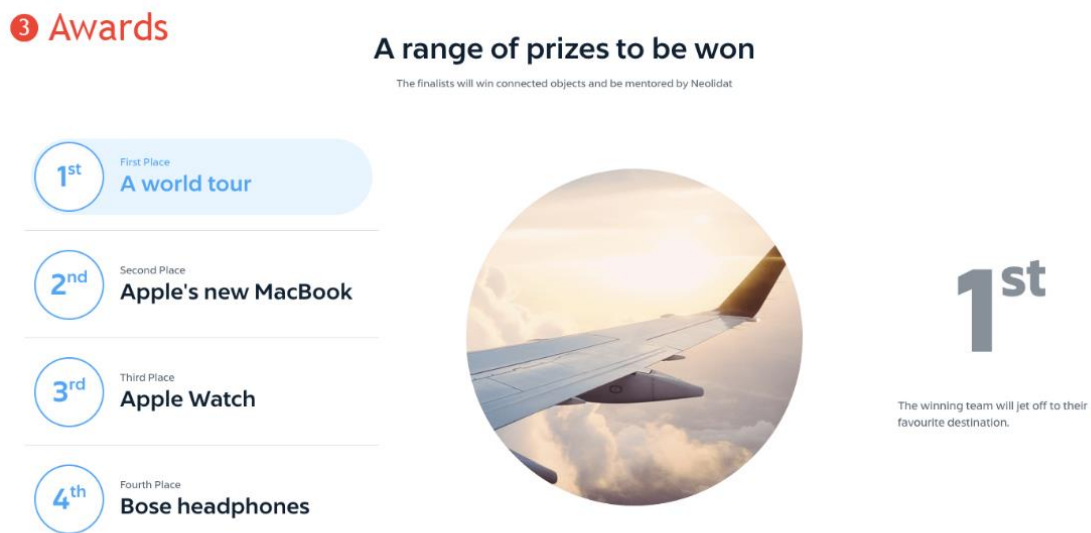 3 Awards
A range of prizes to be won
The finalists will win connected objects and be mentored by Neolidat
1st
First Place
A world tour
2nd
Second Place
Apple's new MacBook
3rd
Third Place
Apple Watch
4th
Fourth Place
Bose headphones
1st
The winning team will jet off to their
favourite destination.